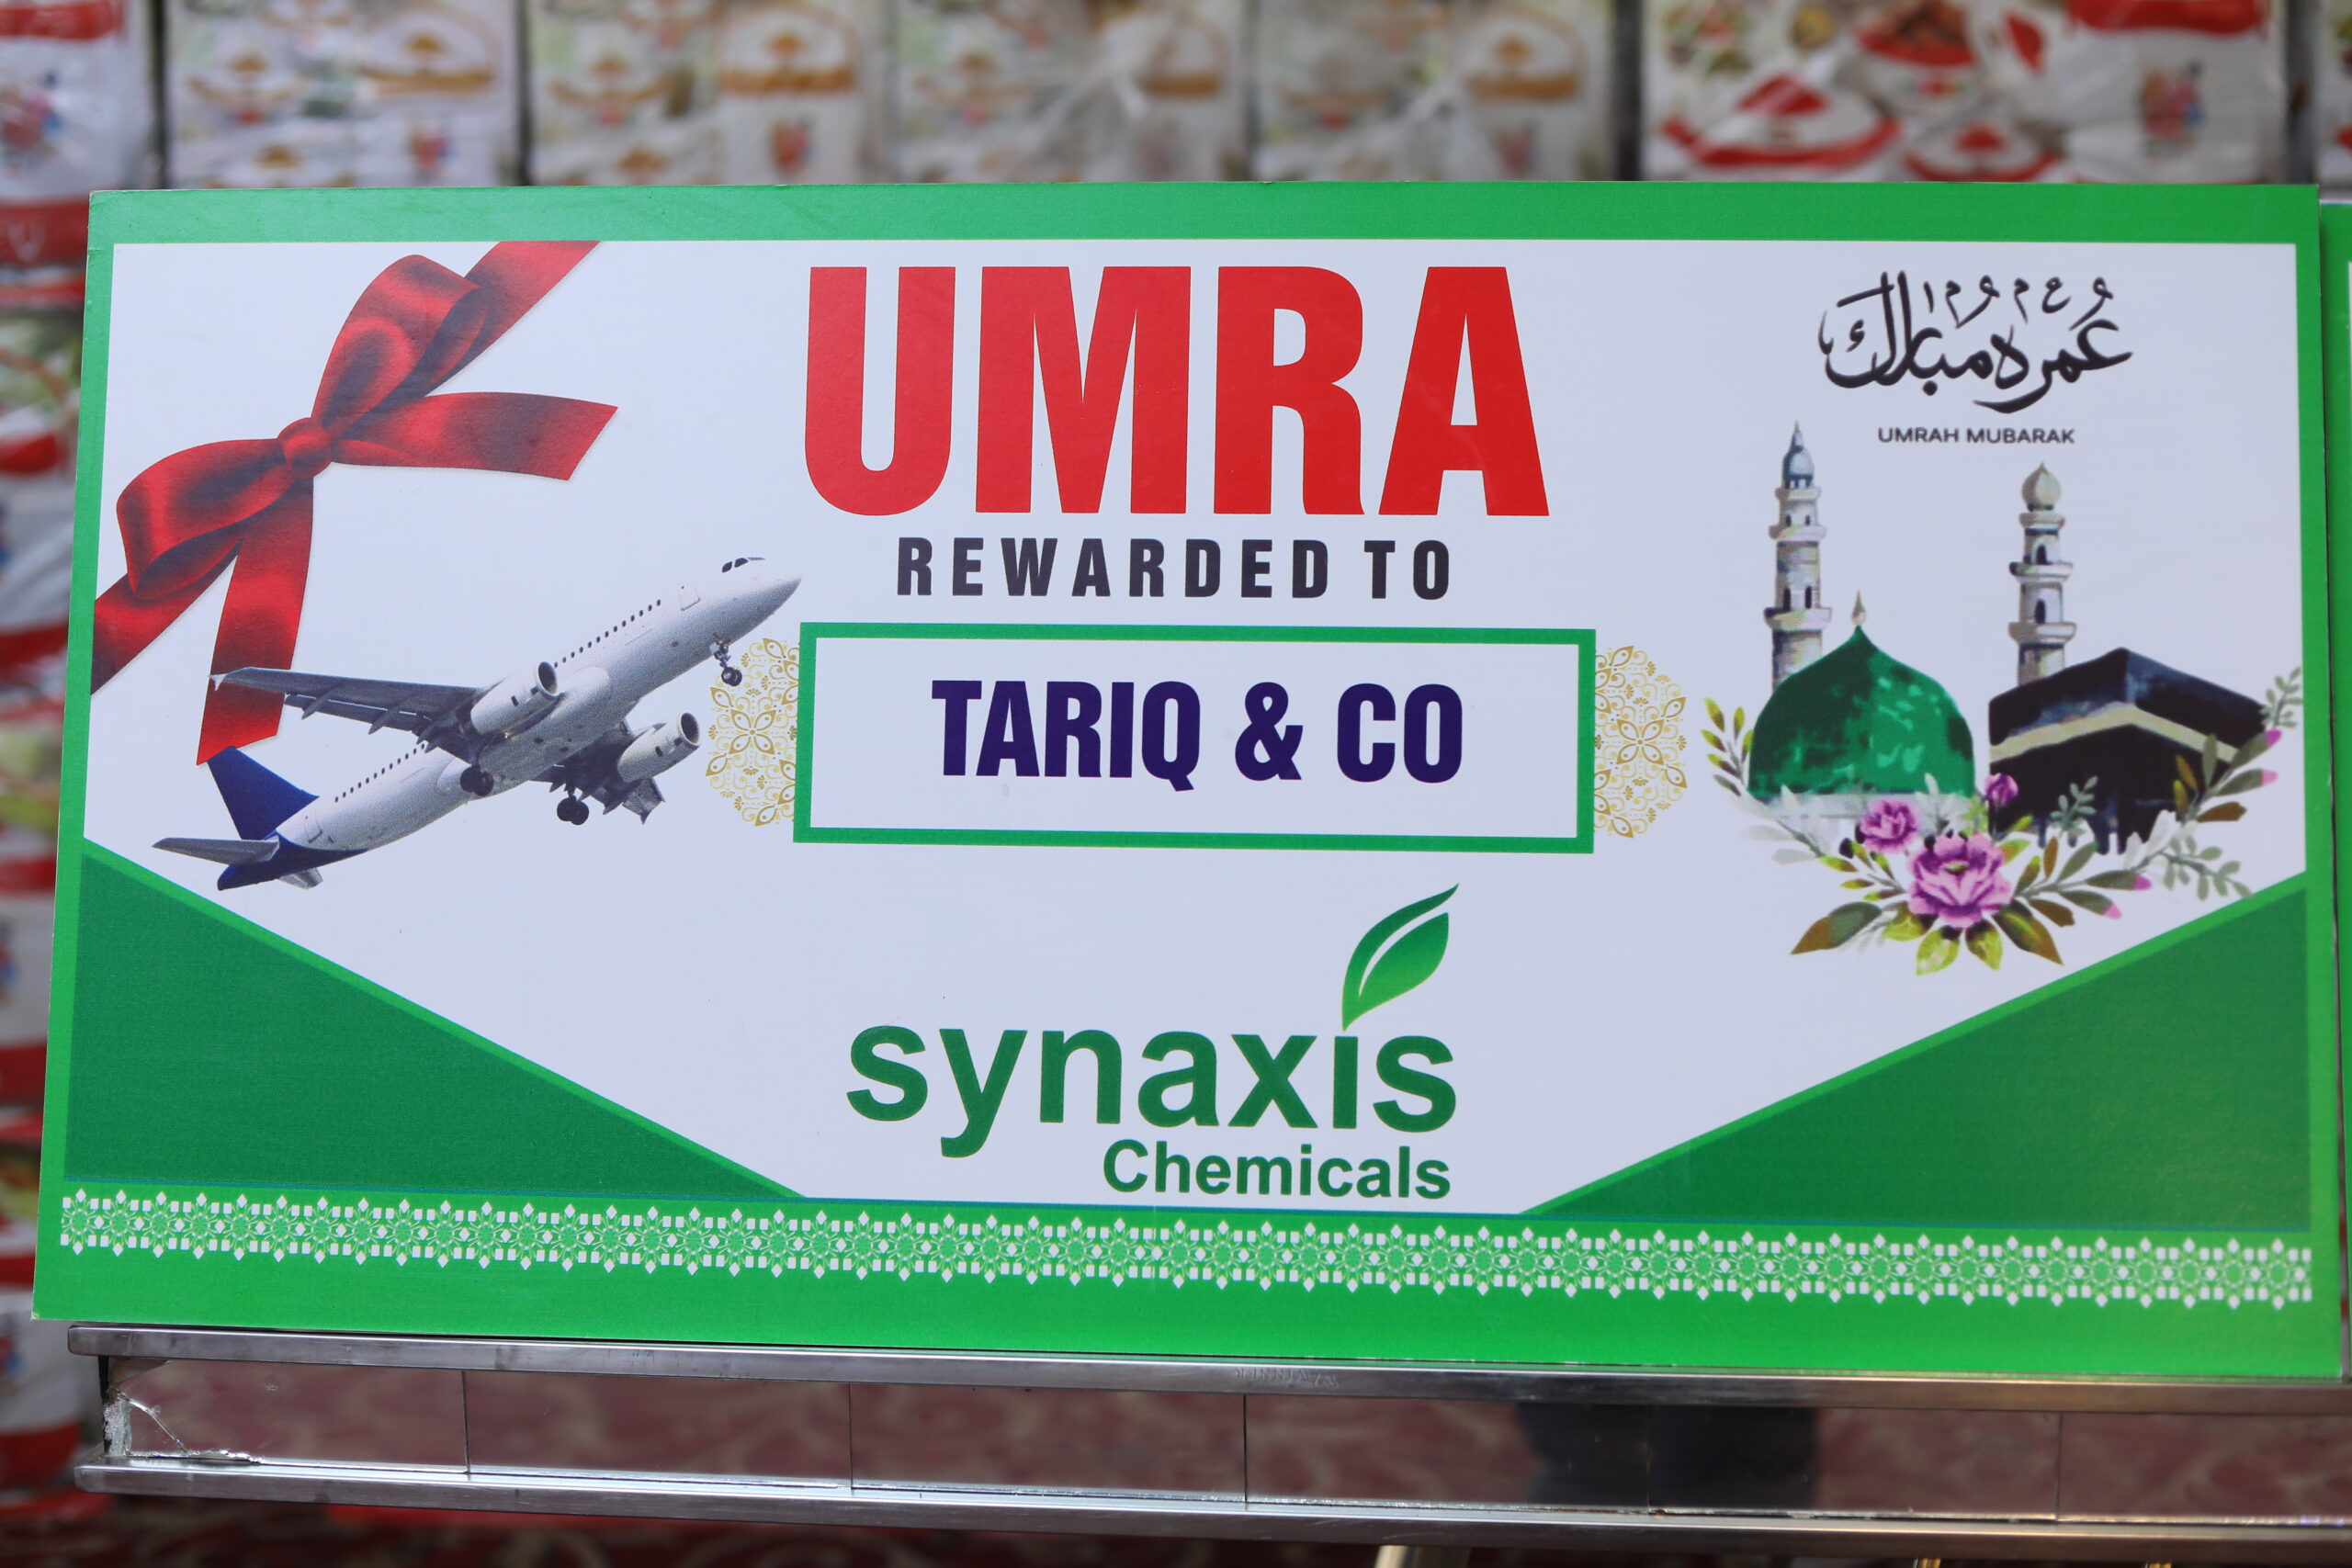 UMRA
REWARDED TO
TARIQ & CO
عمرہ مبارک
UMRAH MUBARAK
synaxis
Chemicals